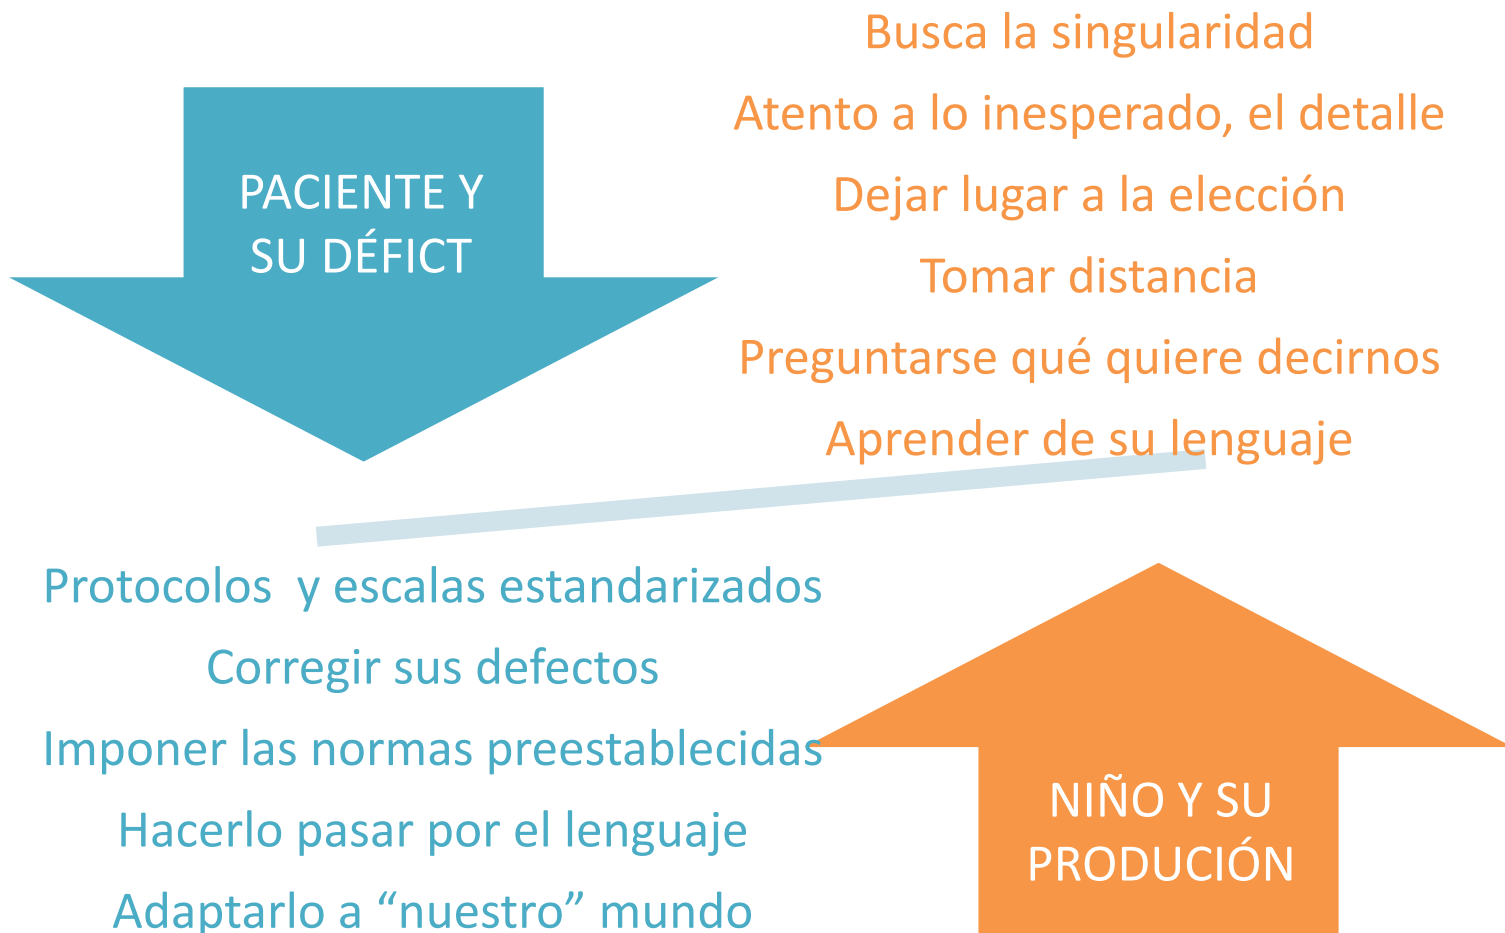 PACIENTE Y
SU DÉFICT
Busca la singularidad
Atento a lo inesperado, el detalle
Dejar lugar a la elección
Tomar distancia
Preguntarse qué quiere decirnos
Aprender de su lenguaje
Protocolos y escalas estandarizados
Corregir sus defectos
Imponer las normas preestablecidas
Hacerlo pasar por el lenguaje
Adaptarlo a “nuestro” mundo
NIÑO Y SU
PRODUCIÓN